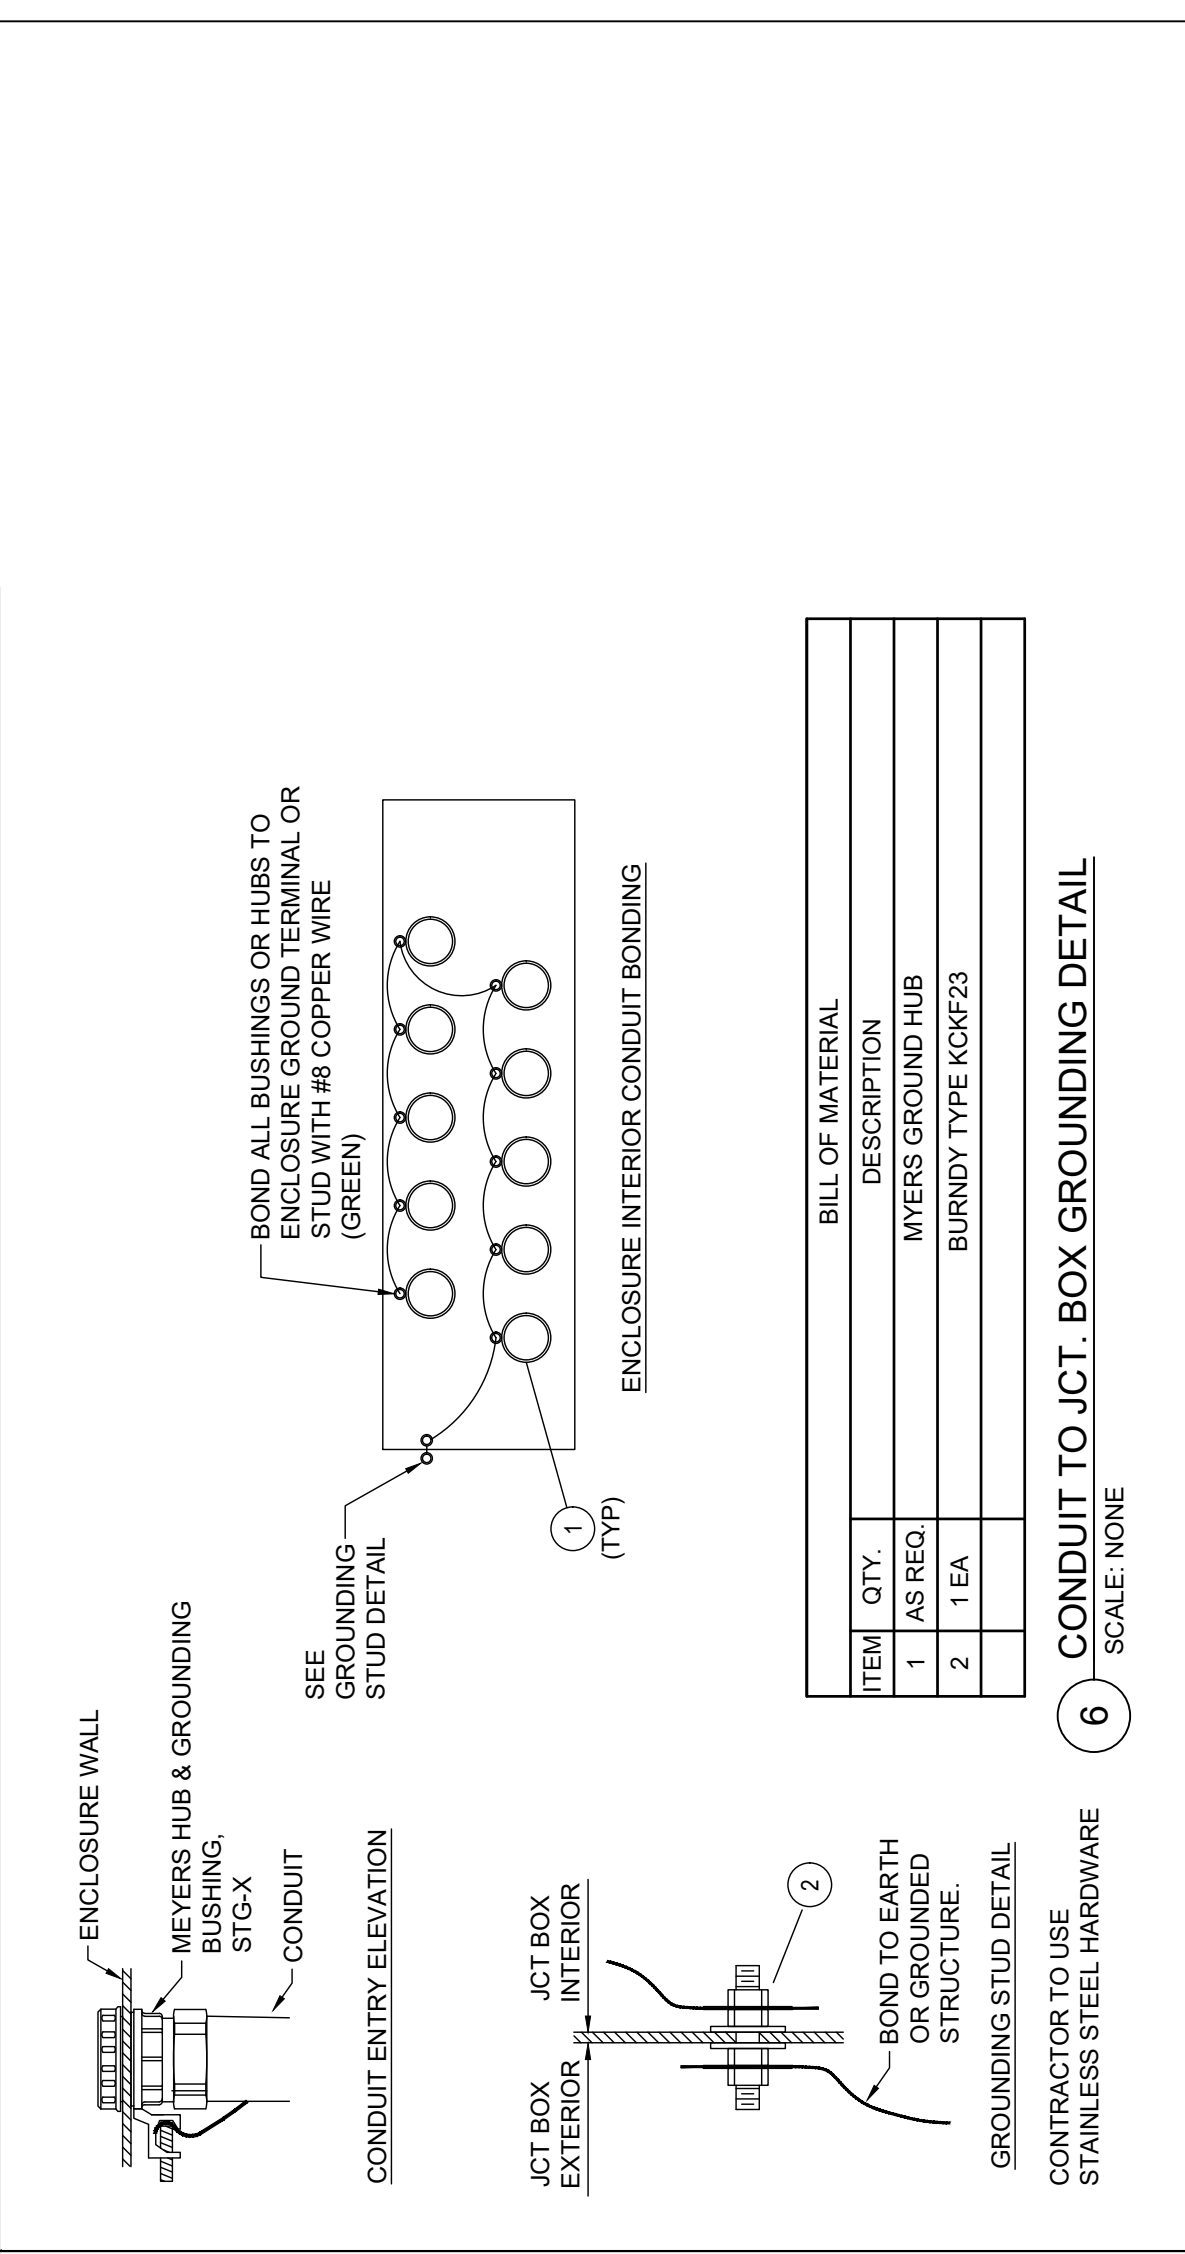 ENCLOSURE WALL
MEYERS HUB & GROUNDING
BUSHING,
STG-X
CONDUIT
CONDUIT ENTRY ELEVATION
BOND ALL BUSHINGS OR HUBS TO
ENCLOSURE GROUND TERMINAL OR
STUD WITH #8 COPPER WIRE
(GREEN)
SEE
GROUNDING
STUD DETAIL
1
(TYP)
ENCLOSURE INTERIOR CONDUIT BONDING
JCT BOX
EXTERIOR
JCT BOX
INTERIOR
2
BOND TO EARTH
OR GROUNDED
STRUCTURE.
GROUNDING STUD DETAIL
CONTRACTOR TO USE
STAINLESS STEEL HARDWARE
BILL OF MATERIAL
ITEM QTY. DESCRIPTION
1 AS REQ. MYERS GROUND HUB
2 1 EA BURNDY TYPE KCKF23
6 CONDUIT TO JCT. BOX GROUNDING DETAIL
SCALE: NONE